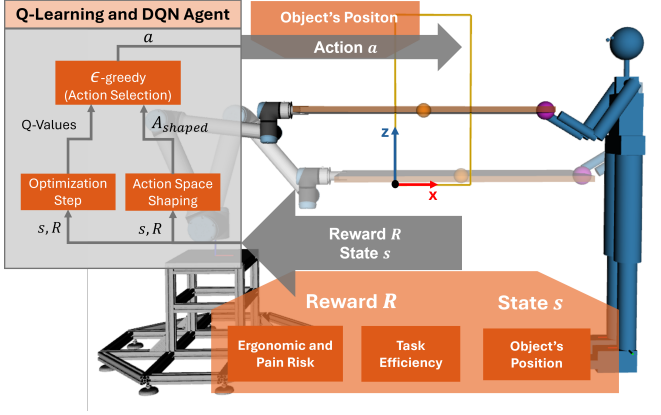 Q-Learning and DQN Agent
a
ϵ-greedy
(Action Selection)
Q-Values
A_shaped
Optimization
Step
Action Space
Shaping
s, R
s, R
Object's Positon
Action a
z
x
Reward R
State s
Reward R
State s
Ergonomic and
Pain Risk
Task
Efficiency
Object's
Position